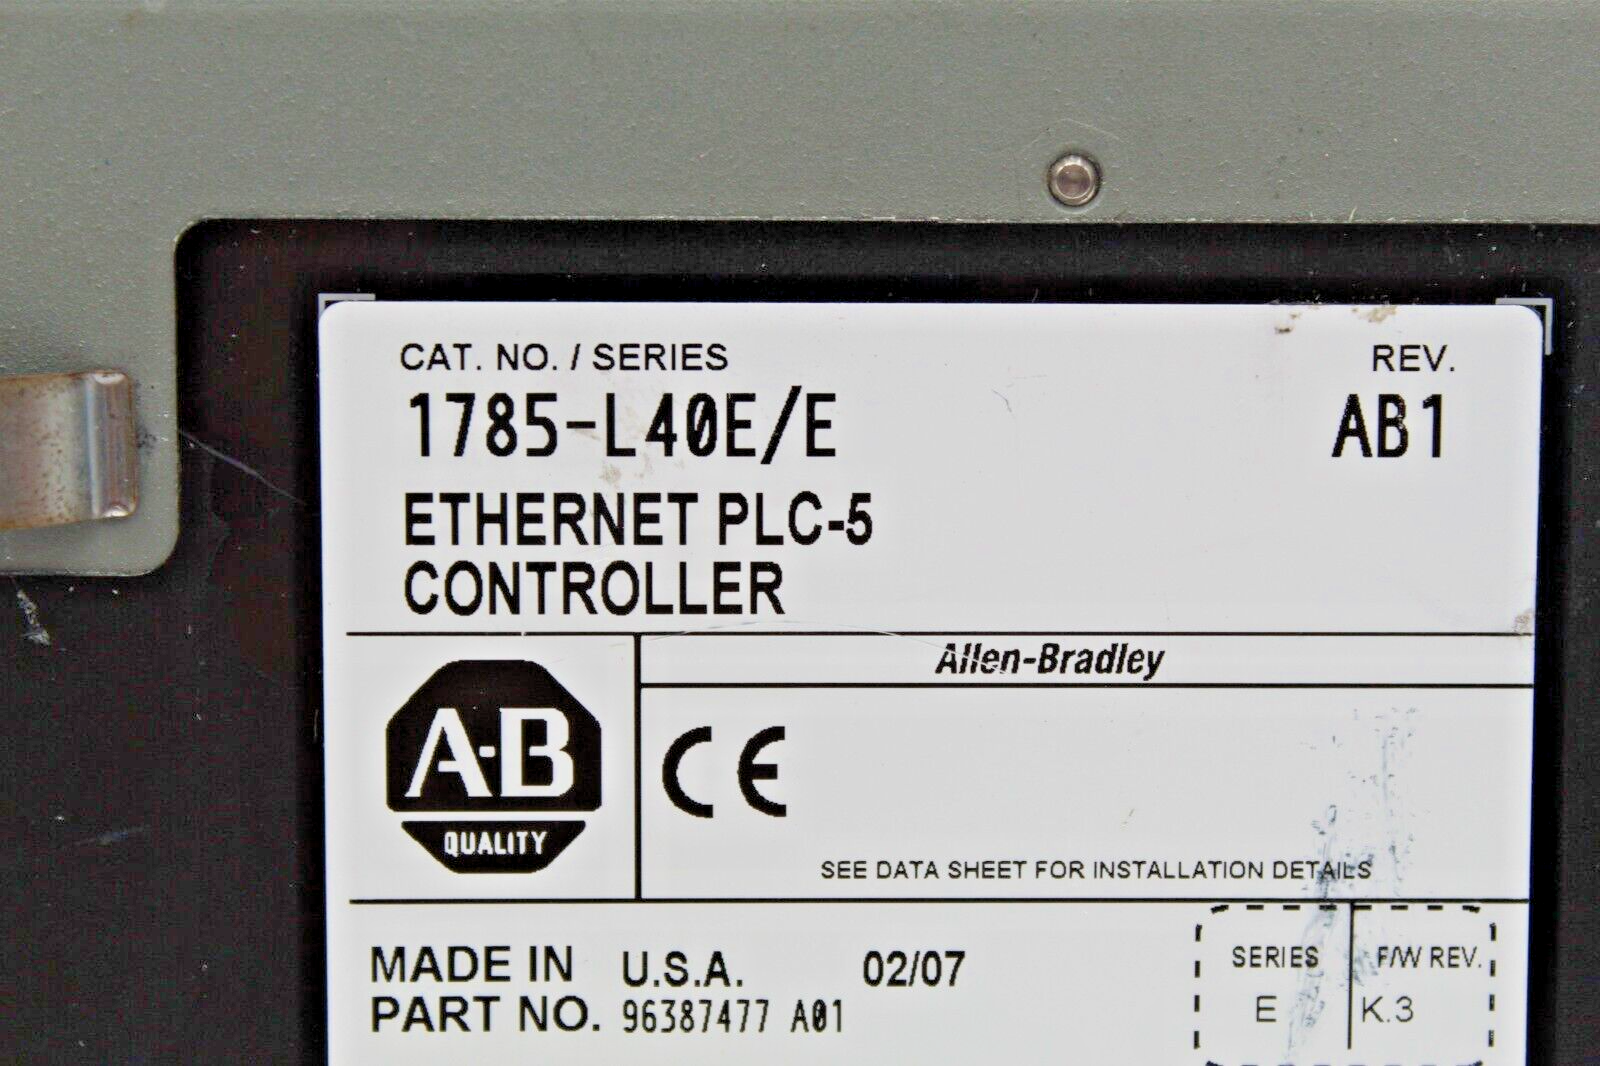 CAT. NO. / SERIES REV.
1785-L40E/E AB1
ETHERNET PLC-5
CONTROLLER
Allen-Bradley
A-B
QUALITY
CE
SEE DATA SHEET FOR INSTALLATION DETAILS
MADE IN U.S.A. 02/07
PART NO. 96387477 A01
SERIES F/W REV.
E K.3